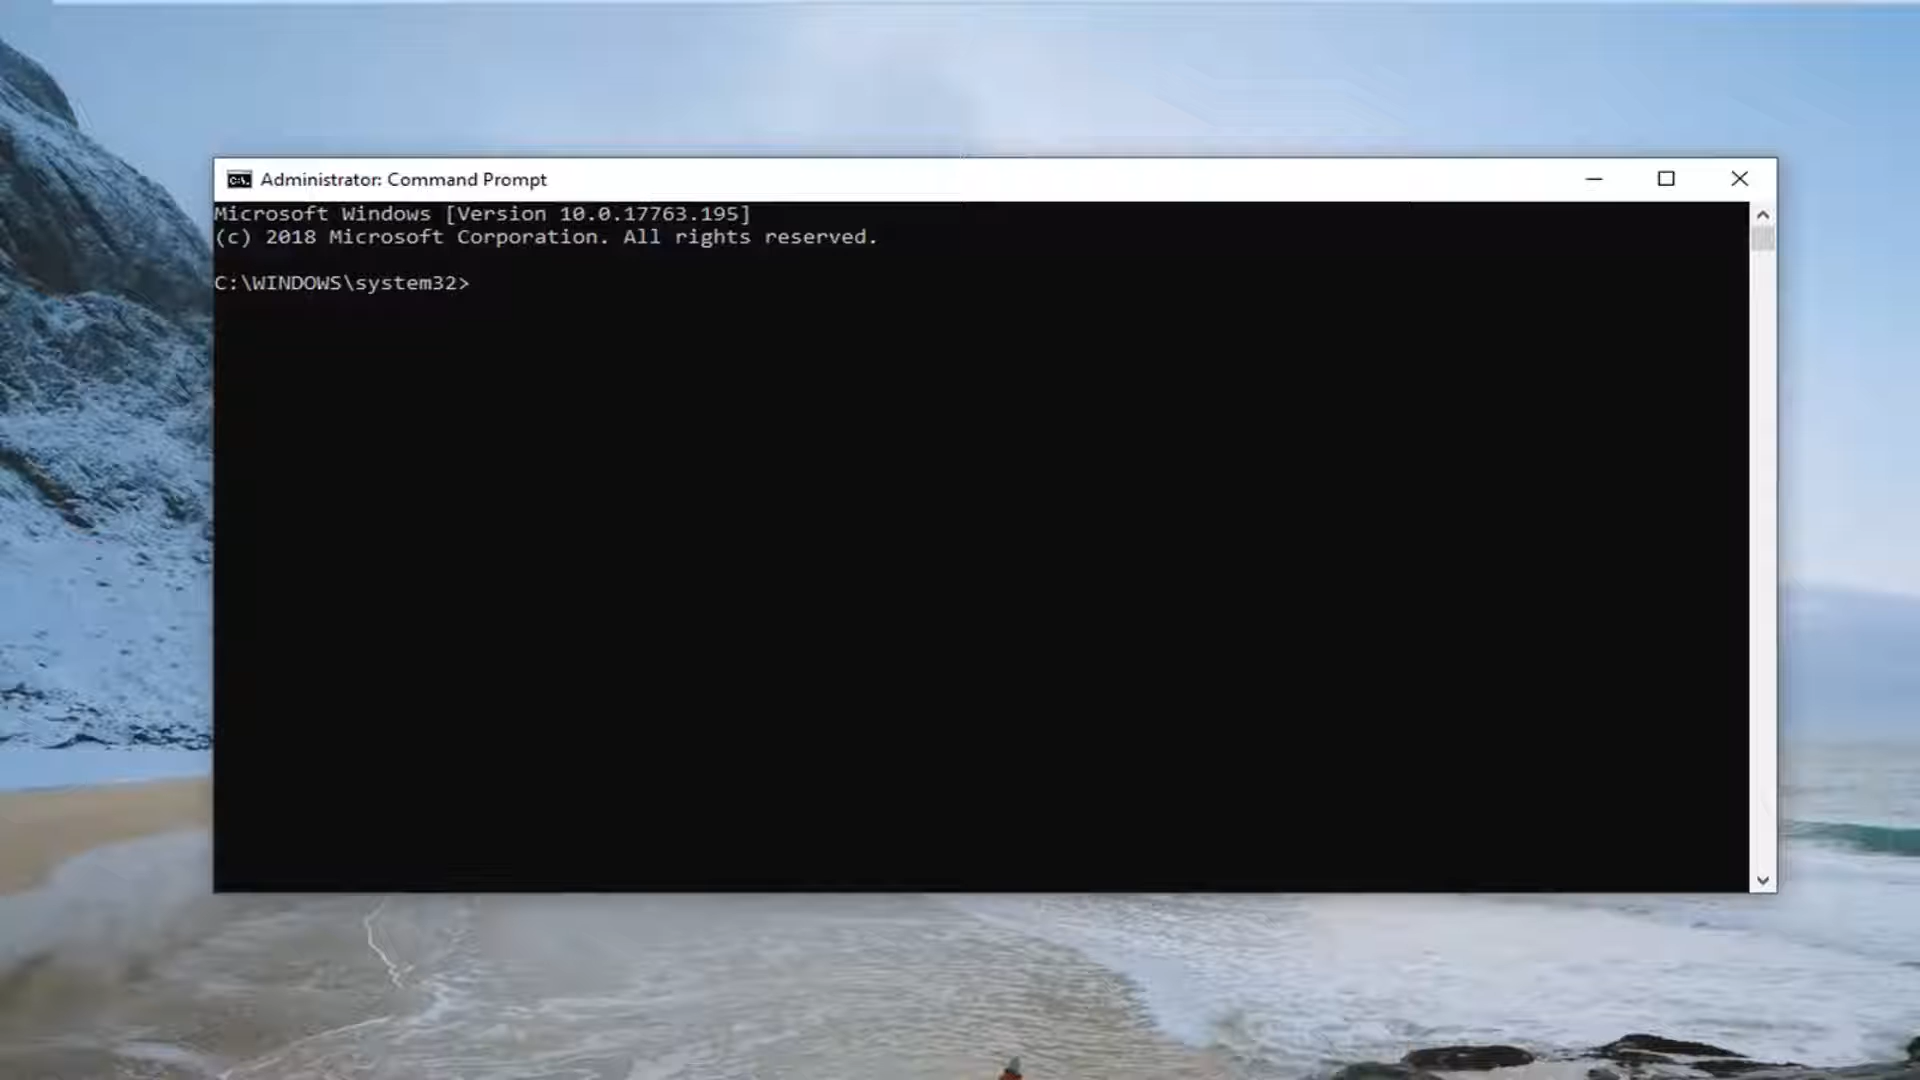 Administrator: Command Prompt
Microsoft Windows [Version 10.0.17763.195]
(c) 2018 Microsoft Corporation. All rights reserved.
C:\WINDOWS\system32>